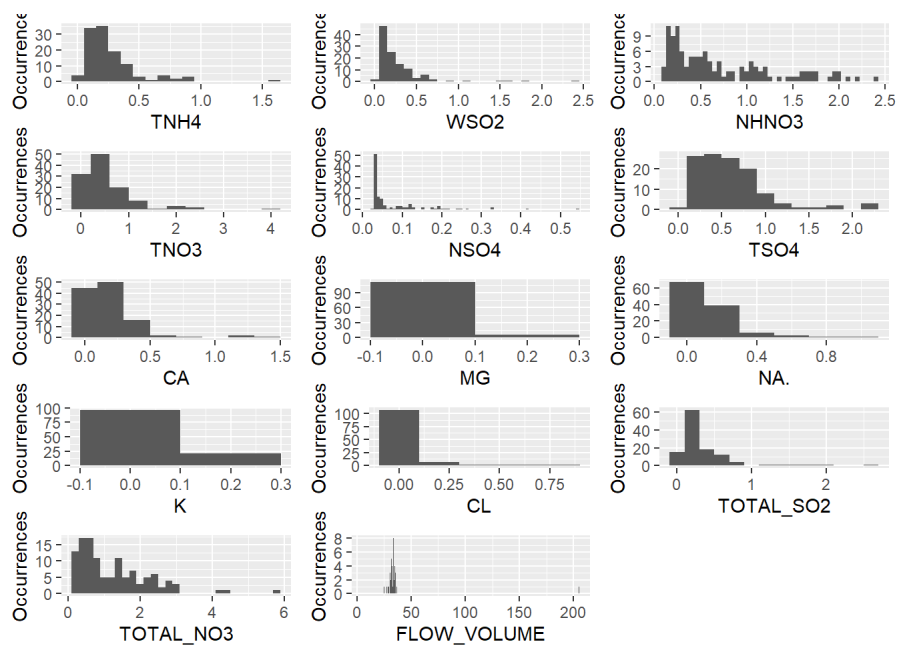 Occurrences
30
20
10
0
0.0 0.5 1.0 1.5
TNH4
Occurrences
40
30
20
10
0
0.0 0.5 1.0 1.5 2.0 2.5
WSO2
Occurrences
9
6
3
0
0.0 0.5 1.0 1.5 2.0 2.5
NHNO3
Occurrences
50
40
30
20
10
0
0 1 2 3 4
TNO3
Occurrences
50
40
30
20
10
0
0.0 0.1 0.2 0.3 0.4 0.5
NSO4
Occurrences
20
10
0
0.0 0.5 1.0 1.5 2.0
TSO4
Occurrences
50
40
30
20
10
0
0.0 0.5 1.0 1.5
CA
Occurrences
90
60
30
0
-0.1 0.0 0.1 0.2 0.3
MG
Occurrences
60
40
20
0
0.0 0.4 0.8
NA.
Occurrences
100
75
50
25
0
-0.1 0.0 0.1 0.2 0.3
K
Occurrences
100
75
50
25
0
0.00 0.25 0.50 0.75
CL
Occurrences
60
40
20
0
0 1 2
TOTAL_SO2
Occurrences
15
10
5
0
0 2 4 6
TOTAL_NO3
Occurrences
8
6
4
2
0
0 50 100 150 200
FLOW_VOLUME